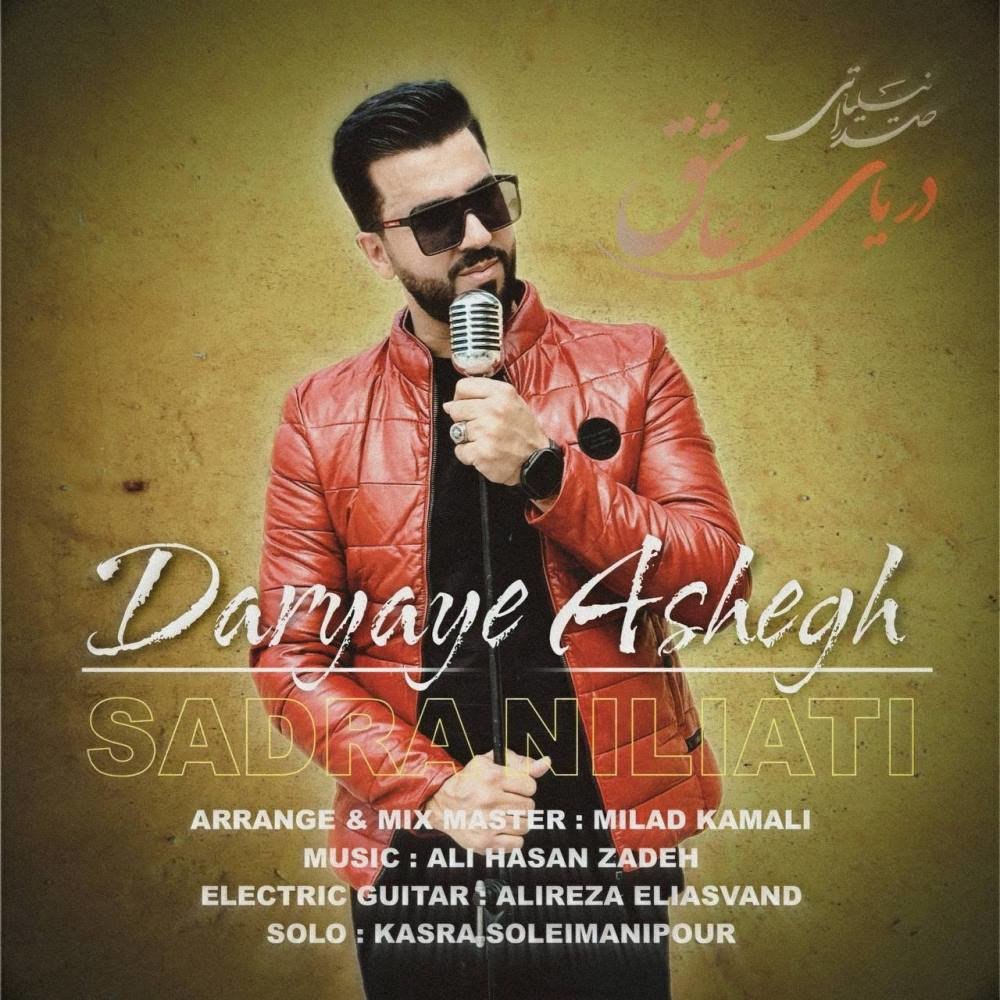 صدرا نیلیاتی
دریای عاشق
Daryaye Ashegh
SADRA NILIATI
ARRANGE & MIX MASTER : MILAD KAMALI
MUSIC : ALI HASAN ZADEH
ELECTRIC GUITAR : ALIREZA ELIASVAND
SOLO : KASRA SOLEIMANIPOUR